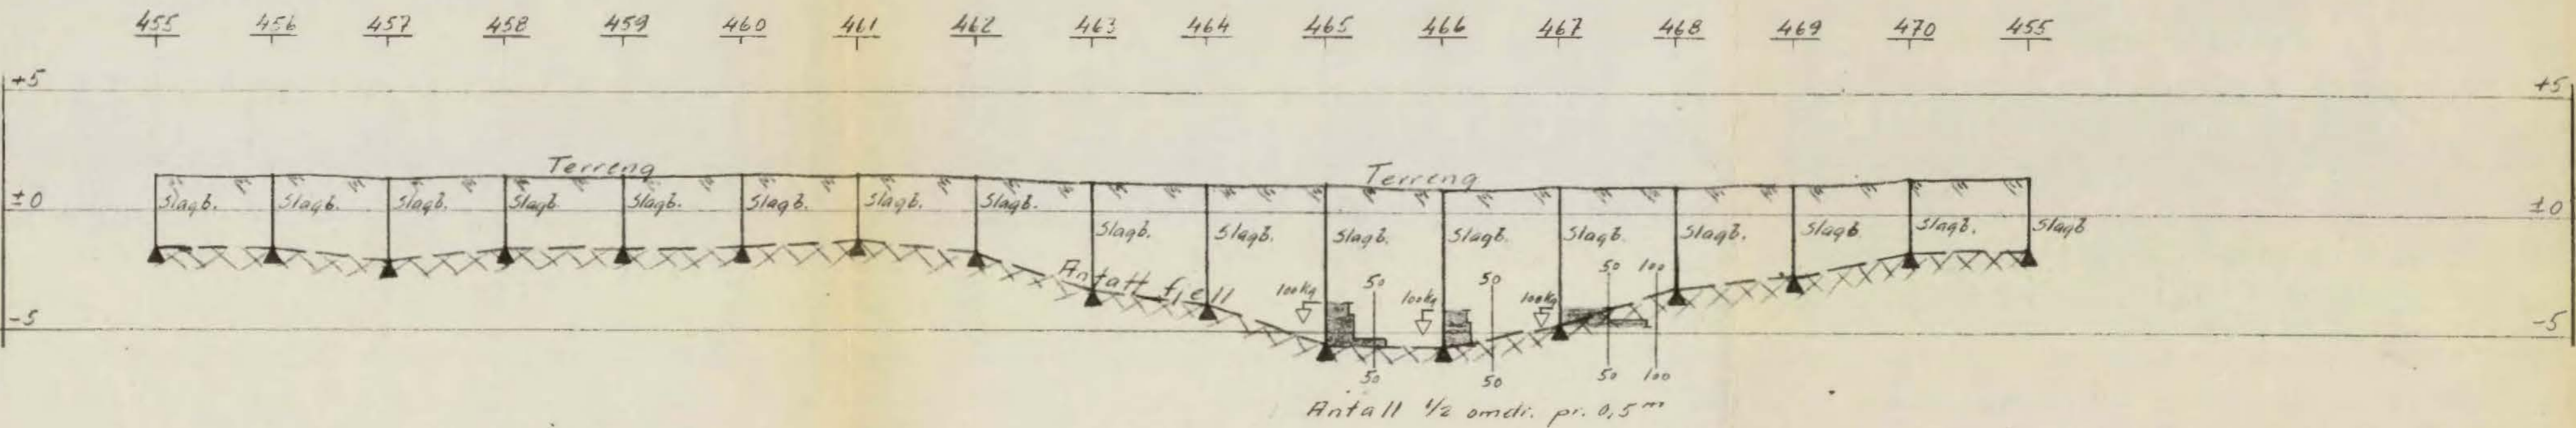 455 456 457 458 459 460 461 462 463 464 465 466 467 468 469 470 455
+5 +5
Terreng Terreng
±0 Slagb. Slagb. Slagb. Slagb Slagb. Slagb. Slagb. Slagb. ±0
Slagb. Slagb. Slagb. Slagb. Slagb. Slagb. Slagb Slagb. Slagb
Antatt fjell 100kg 50 100kg 50 100kg 50 100
-5 -5
50 50 50 100
Antall 1/2 omdr. pr. 0,5 m